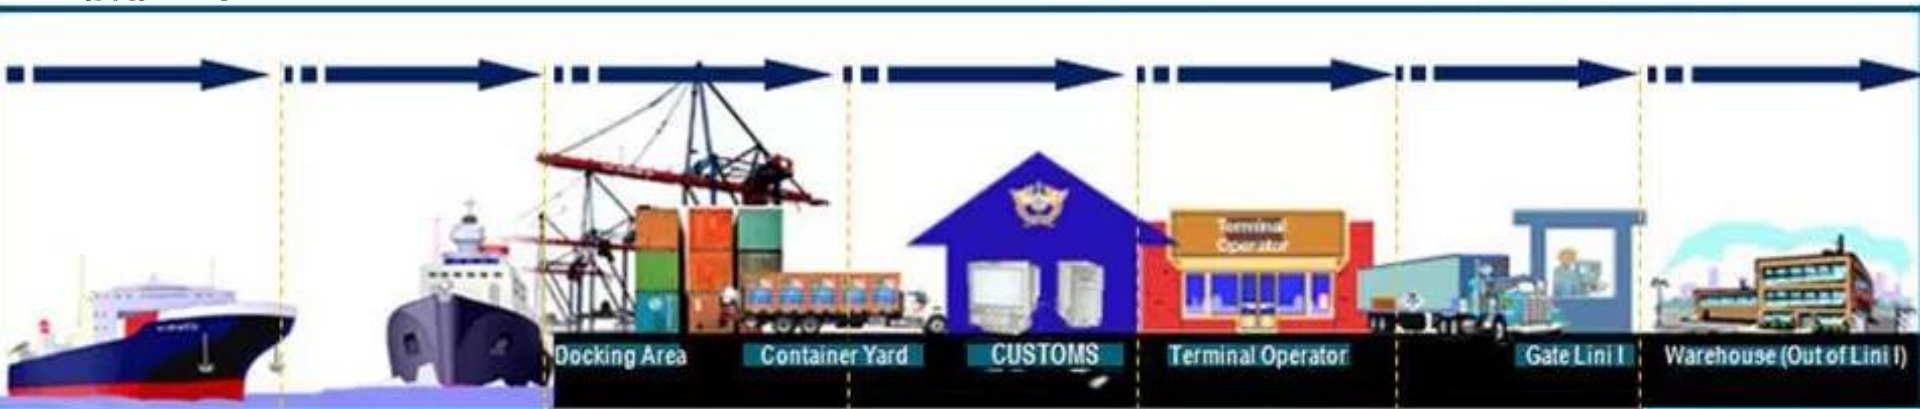 Terminal
Operator
Docking Area
Container Yard
CUSTOMS
Terminal Operator
Gate Lini I
Warehouse (Out of Lini I)